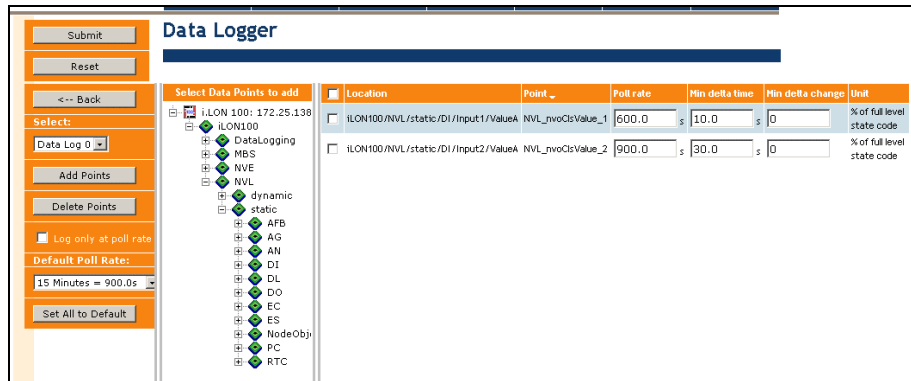 Data Logger
Submit
Reset
<-- Back
Select:
Data Log 0
Add Points
Delete Points
Log only at poll rate
Default Poll Rate:
15 Minutes = 900.0s
Set All to Default
Select Data Points to add
i.LON 100: 172.25.138
iLON100
DataLogging
MBS
NVE
NVL
dynamic
static
AFB
AG
AN
DI
DL
DO
EC
ES
NodeObj
PC
RTC
Location Point Poll rate Min delta time Min delta change Unit
iLON100/NVL/static/DI/Input1/ValueA NVL_nvoClsValue_1 600.0 s 10.0 s 0 % of full level
state code
iLON100/NVL/static/DI/Input2/ValueA NVL_nvoClsValue_2 900.0 s 30.0 s 0 % of full level
state code